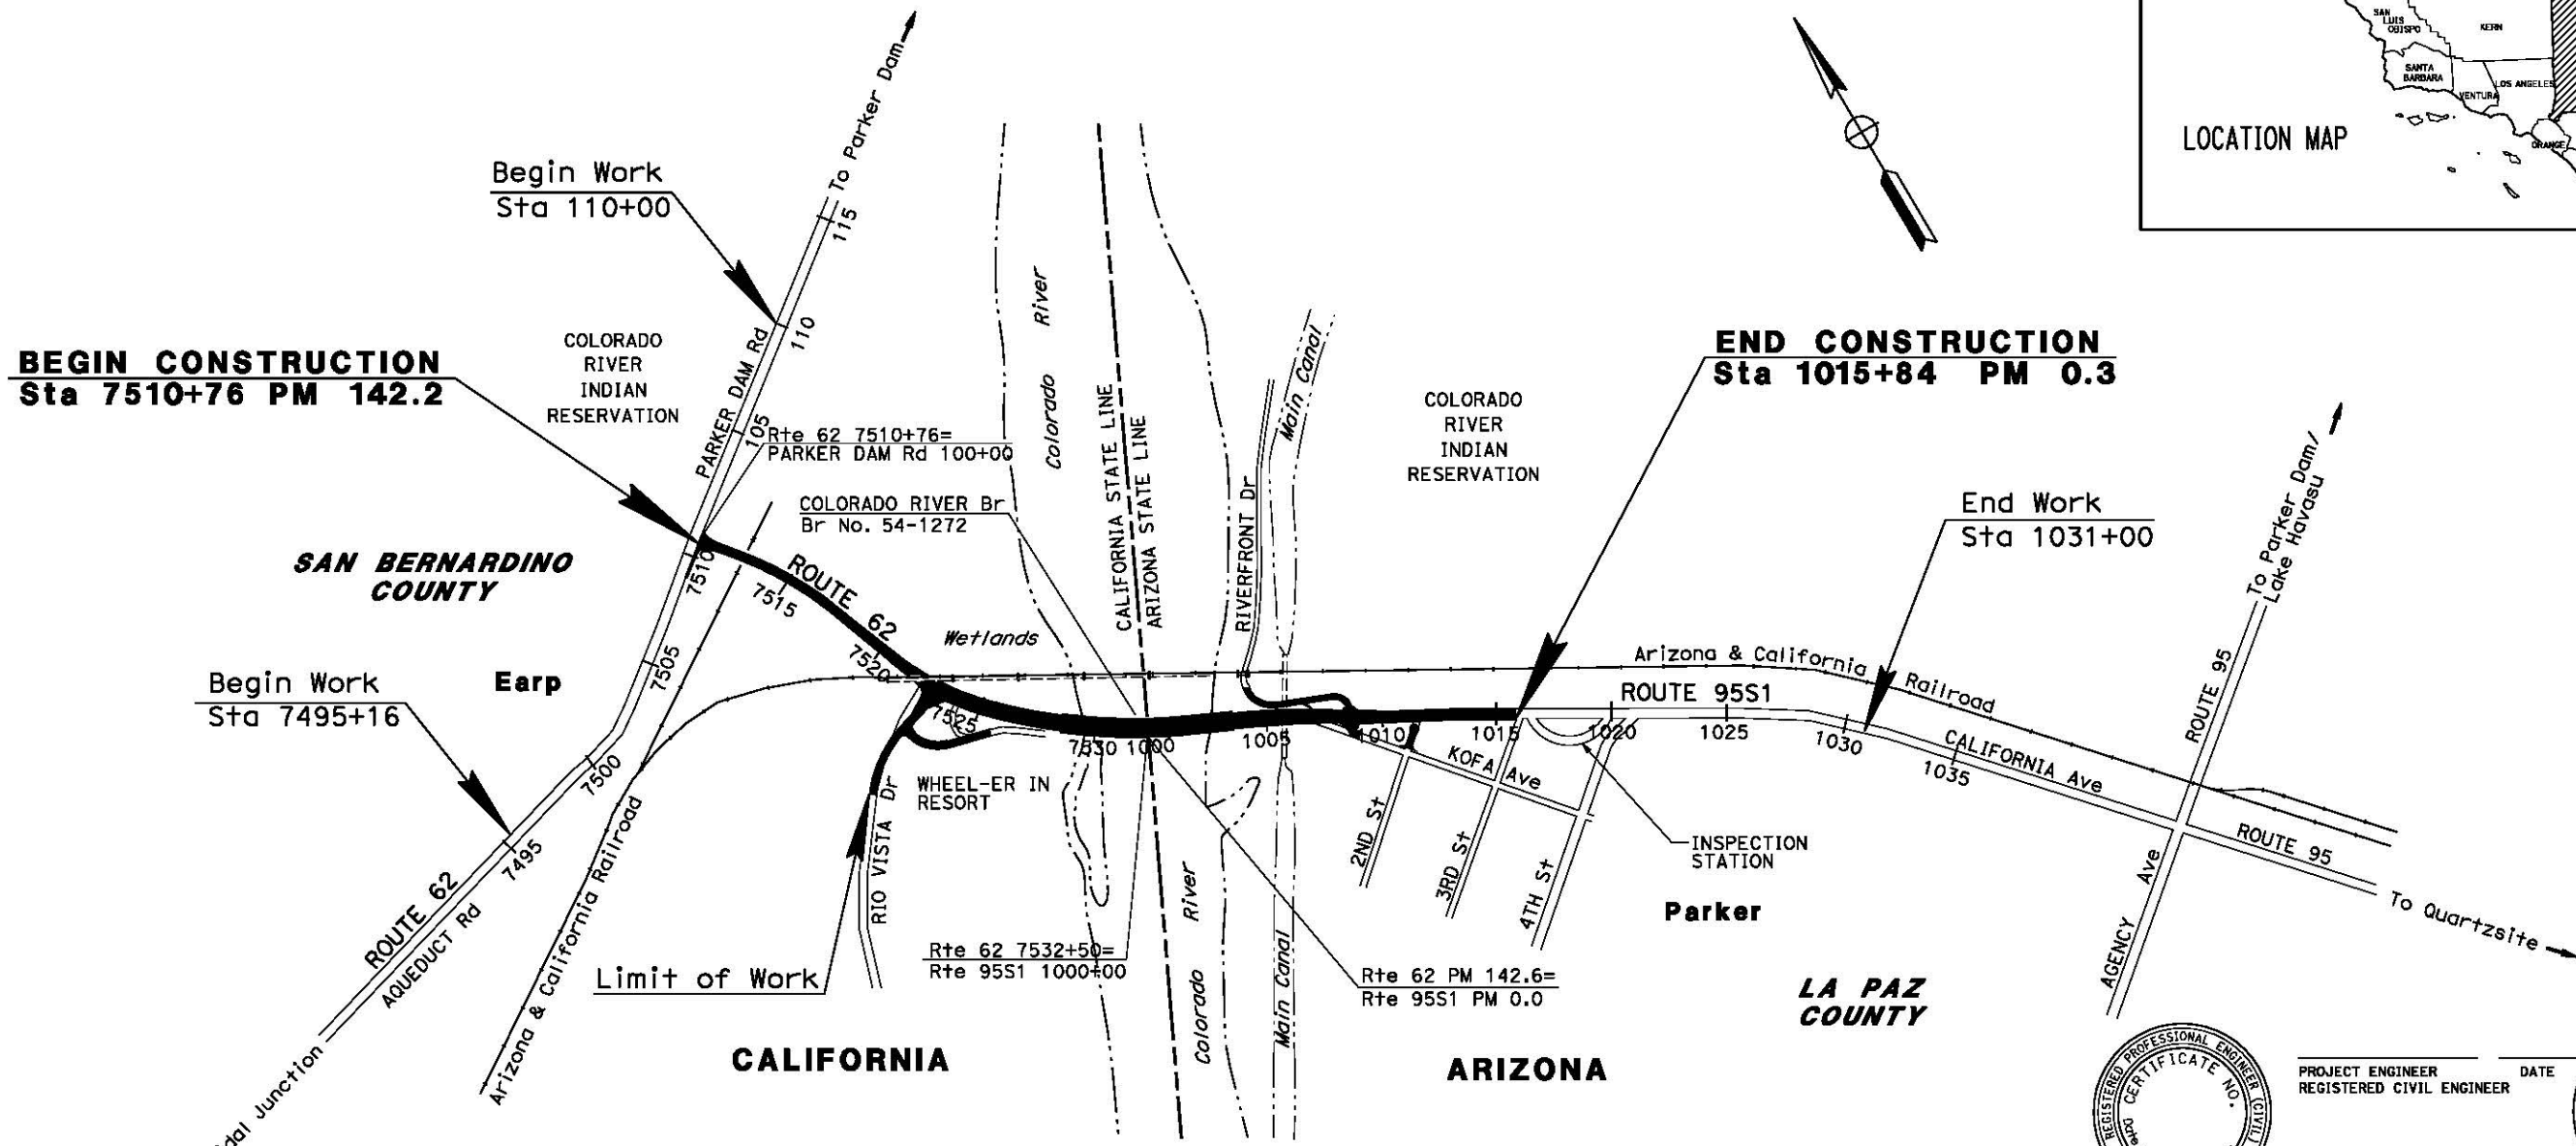 SAN
LUIS
OBISPO
KERN
SANTA
BARBARA
VENTURA
LOS ANGELES
ORANGE
LOCATION MAP
To Parker Dam
Begin Work
Sta 110+00
115
110
105
PARKER DAM Rd
BEGIN CONSTRUCTION
Sta 7510+76 PM 142.2
COLORADO
RIVER
INDIAN
RESERVATION
Rte 62 7510+76=
PARKER DAM Rd 100+00
COLORADO RIVER Br
Br No. 54-1272
Colorado River
CALIFORNIA STATE LINE
ARIZONA STATE LINE
RIVERFRONT Dr
Main Canal
COLORADO
RIVER
INDIAN
RESERVATION
END CONSTRUCTION
Sta 1015+84 PM 0.3
End Work
Sta 1031+00
To Parker Dam/
Lake Havasu
SAN BERNARDINO
COUNTY
7510
7515
ROUTE 62
7520
Wetlands
7505
Earp
Begin Work
Sta 7495+16
7500
7495
7525
7530
1000
1005
1010
1015
1020
1025
1030
1035
Arizona & California Railroad
ROUTE 95S1
CALIFORNIA Ave
ROUTE 95
ROUTE 95
To Quartzsite
KOFA Ave
2ND St
3RD St
4TH St
INSPECTION
STATION
Parker
AGENCY Ave
WHEEL-ER IN
RESORT
RIO VISTA Dr
ROUTE 62
AQUEDUCT Rd
Arizona & California Railroad
Limit of Work
Rte 62 7532+50=
Rte 95S1 1000+00
Colorado River
Main Canal
Rte 62 PM 142.6=
Rte 95S1 PM 0.0
LA PAZ
COUNTY
CALIFORNIA
ARIZONA
Junction
REGISTERED PROFESSIONAL ENGINEER (CIVIL)
CERTIFICATE NO.
PROJECT ENGINEER DATE
REGISTERED CIVIL ENGINEER